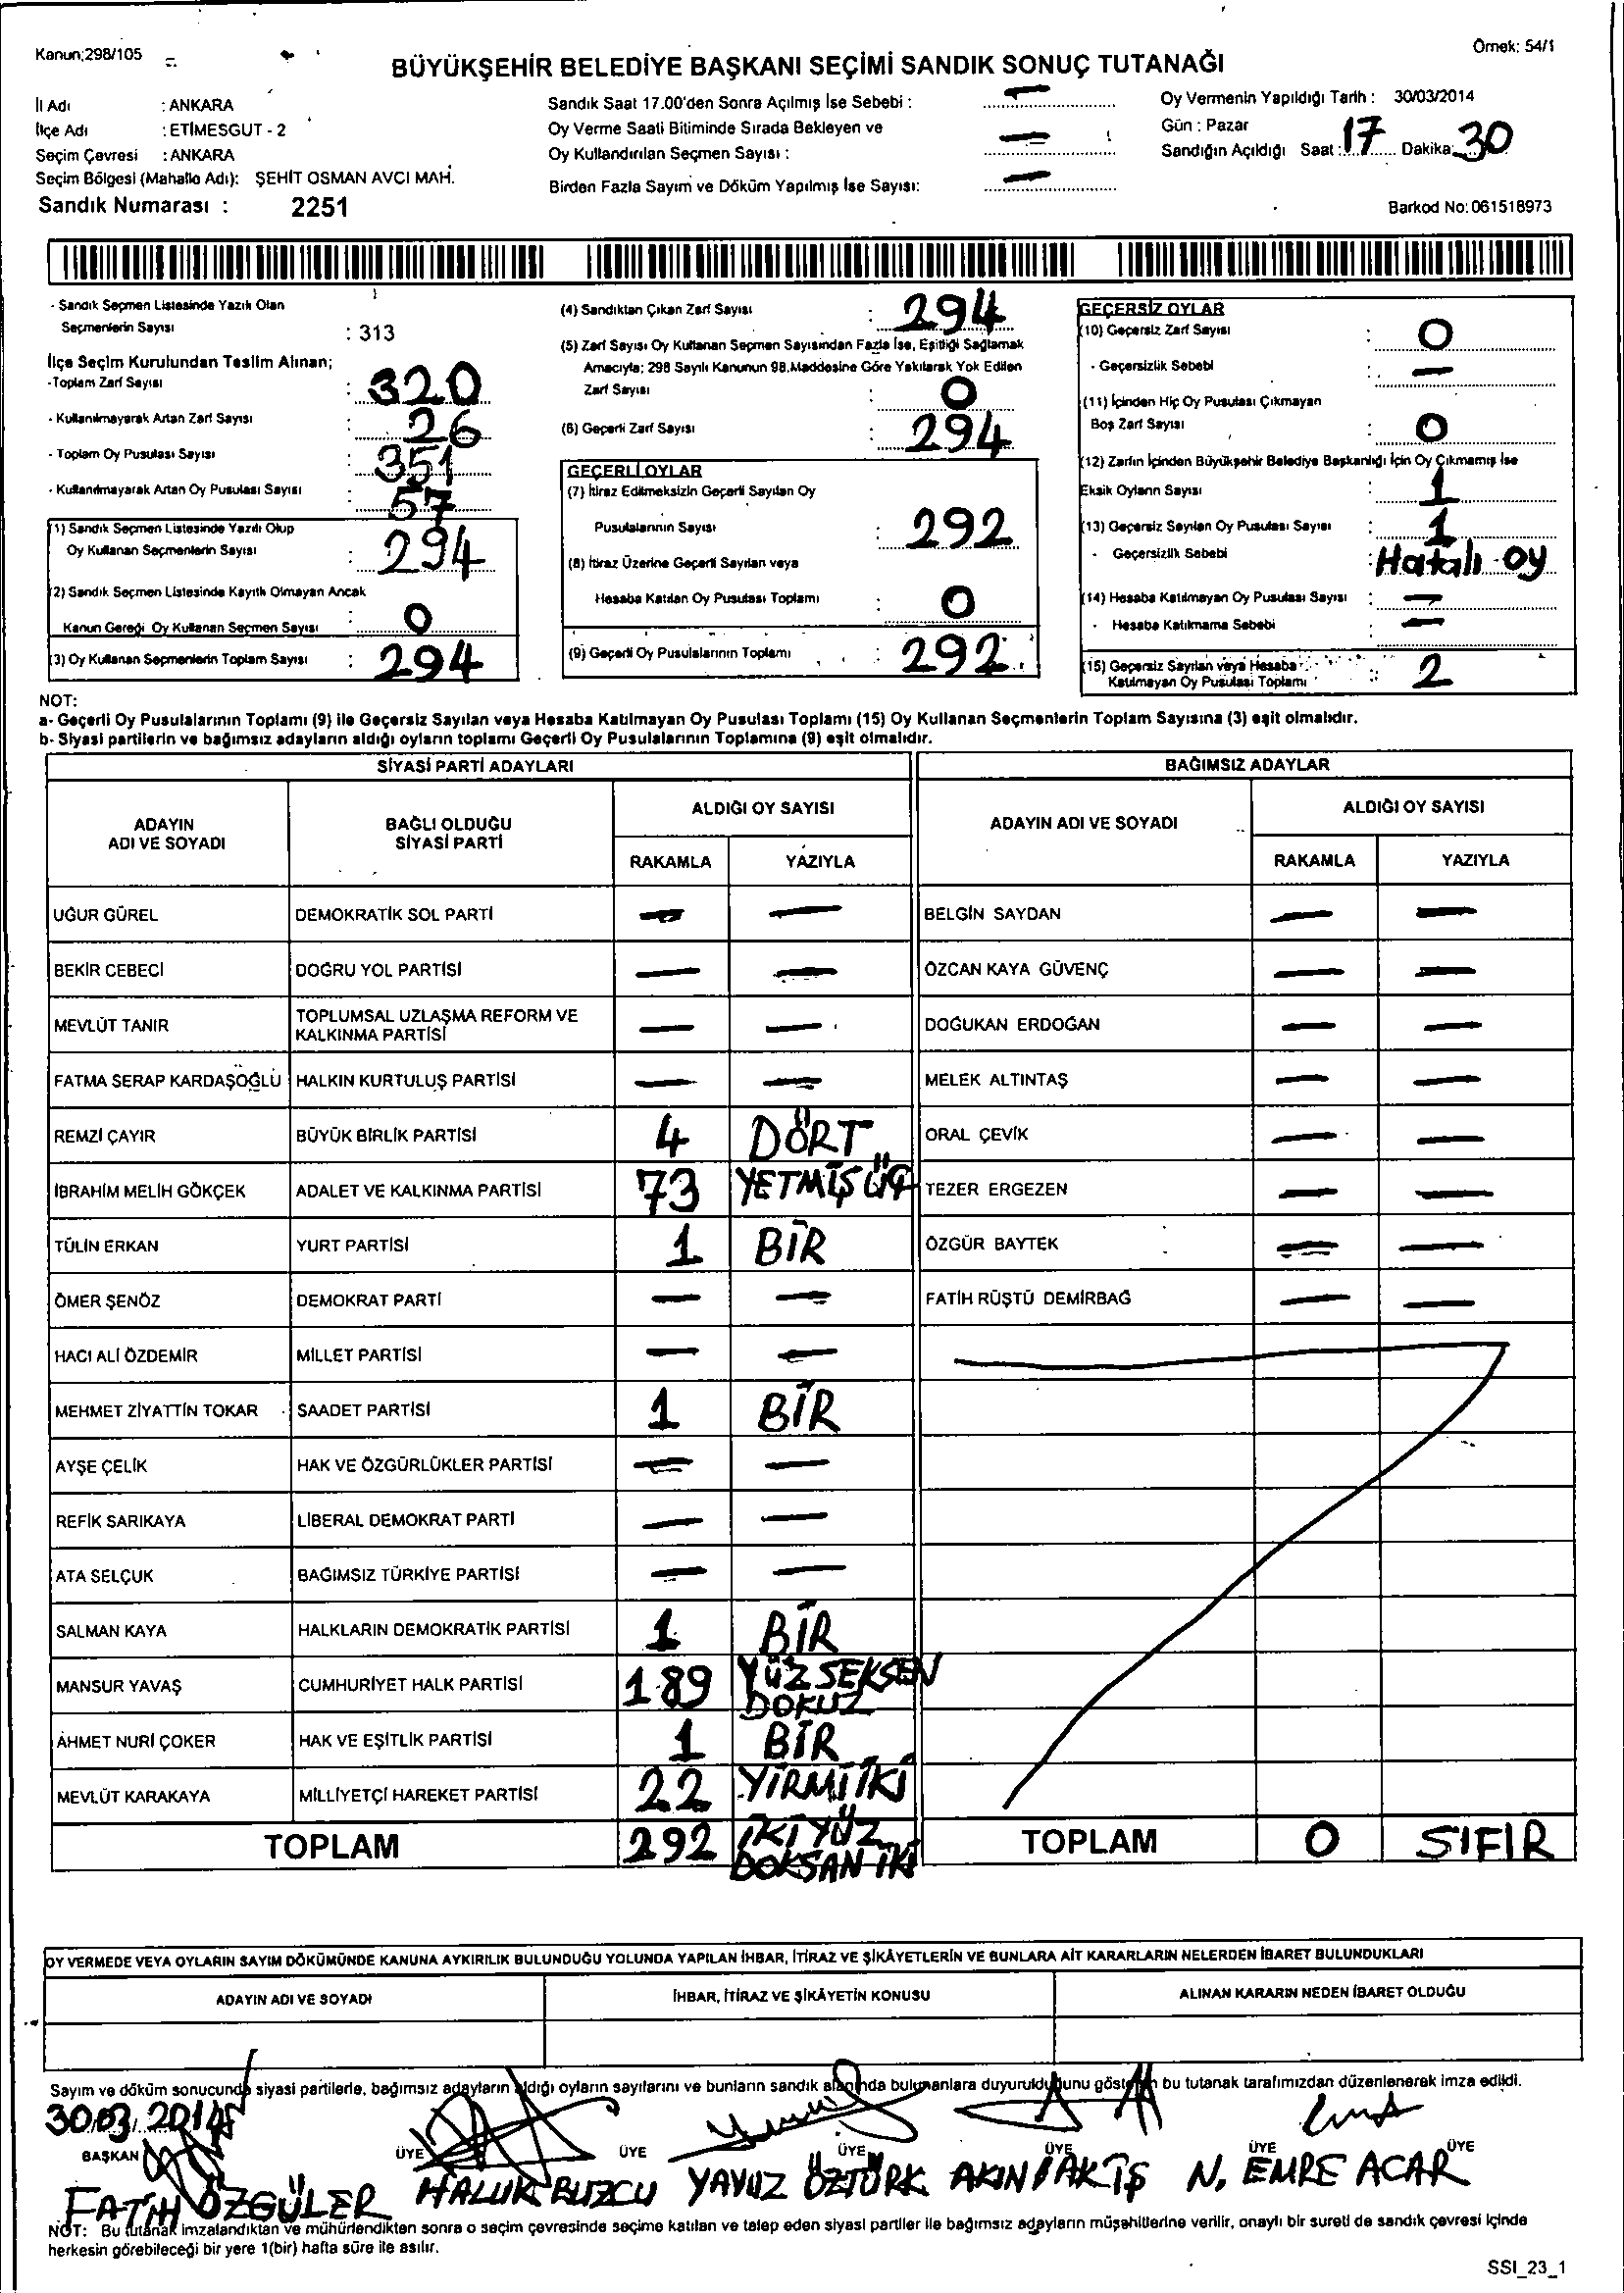 Kanun;298/105
Örnek: 54/1
BÜYÜKŞEHİR BELEDİYE BAŞKANI SEÇİMİ SANDIK SONUÇ TUTANAĞI
İl Adı : ANKARA
İlçe Adı : ETİMESGUT - 2
Seçim Çevresi : ANKARA
Seçim Bölgesi (Mahalle Adı): ŞEHİT OSMAN AVCI MAH.
Sandık Numarası : 2251
Sandık Saat 17.00'den Sonra Açılmış İse Sebebi : —
Oy Verme Saati Bitiminde Sırada Bekleyen ve
Oy Kullandırılan Seçmen Sayısı : —
Birden Fazla Sayım ve Döküm Yapılmış İse Sayısı: —
Oy Vermenin Yapıldığı Tarih : 30/03/2014
Gün : Pazar
Sandığın Açıldığı Saat : 17 Dakika: 30
Barkod No: 061518973
- Sandık Seçmen Listesinde Yazılı Olan
Seçmenlerin Sayısı : 313
İlçe Seçim Kurulundan Teslim Alınan;
-Toplam Zarf Sayısı : 320
- Kullanılmayarak Artan Zarf Sayısı : 26
- Toplam Oy Pusulası Sayısı : 351
- Kullanılmayarak Artan Oy Pusulası Sayısı : 57
(1) Sandık Seçmen Listesinde Yazılı Olup
Oy Kullanan Seçmenlerin Sayısı : 294
(2) Sandık Seçmen Listesinde Kayıtlı Olmayan Ancak
Kanun Gereği Oy Kullanan Seçmen Sayısı : 0
(3) Oy Kullanan Seçmenlerin Toplam Sayısı : 294
(4) Sandıktan Çıkan Zarf Sayısı : 294
(5) Zarf Sayısı Oy Kullanan Seçmen Sayısından Fazla İse, Eşitliği Sağlamak
Amacıyla; 298 Sayılı Kanunun 98.Maddesine Göre Yakılarak Yok Edilen
Zarf Sayısı : 0
(6) Geçerli Zarf Sayısı : 294
GEÇERLİ OYLAR
(7) İtiraz Edilmeksizin Geçerli Sayılan Oy
Pusulalarının Sayısı : 292
(8) İtiraz Üzerine Geçerli Sayılan veya
Hesaba Katılan Oy Pusulası Toplamı : 0
(9) Geçerli Oy Pusulalarının Toplamı : 292
GEÇERSİZ OYLAR
(10) Geçersiz Zarf Sayısı : 0
- Geçersizlik Sebebi : —
(11) İçinden Hiç Oy Pusulası Çıkmayan
Boş Zarf Sayısı : 0
(12) Zarfın İçinden Büyükşehir Belediye Başkanlığı İçin Oy Çıkmamış İse
Eksik Oyların Sayısı : 1
(13) Geçersiz Sayılan Oy Pusulası Sayısı : 1
- Geçersizlik Sebebi : Hatalı oy
(14) Hesaba Katılmayan Oy Pusulası Sayısı : —
- Hesaba Katılmama Sebebi : —
(15) Geçersiz Sayılan veya Hesaba
Katılmayan Oy Pusulası Toplamı : 2
NOT:
a- Geçerli Oy Pusulalarının Toplamı (9) ile Geçersiz Sayılan veya Hesaba Katılmayan Oy Pusulası Toplamı (15) Oy Kullanan Seçmenlerin Toplam Sayısına (3) eşit olmalıdır.
b- Siyasi partilerin ve bağımsız adayların aldığı oyların toplamı Geçerli Oy Pusulalarının Toplamına (9) eşit olmalıdır.
SİYASİ PARTİ ADAYLARI
ADAYIN ADI VE SOYADI
BAĞLI OLDUĞU SİYASİ PARTİ
ALDIĞI OY SAYISI
RAKAMLA YAZIYLA
UĞUR GÜREL DEMOKRATİK SOL PARTİ — —
BEKİR CEBECİ DOĞRU YOL PARTİSİ — —
MEVLÜT TANIR TOPLUMSAL UZLAŞMA REFORM VE KALKINMA PARTİSİ — —
FATMA SERAP KARDAŞOĞLU HALKIN KURTULUŞ PARTİSİ — —
REMZİ ÇAYIR BÜYÜK BİRLİK PARTİSİ 4 DÖRT
İBRAHİM MELİH GÖKÇEK ADALET VE KALKINMA PARTİSİ 73 YETMİŞ ÜÇ
TÜLİN ERKAN YURT PARTİSİ 1 BİR
ÖMER ŞENÖZ DEMOKRAT PARTİ — —
HACI ALİ ÖZDEMİR MİLLET PARTİSİ — —
MEHMET ZİYATTİN TOKAR SAADET PARTİSİ 1 BİR
AYŞE ÇELİK HAK VE ÖZGÜRLÜKLER PARTİSİ — —
REFİK SARIKAYA LİBERAL DEMOKRAT PARTİ — —
ATA SELÇUK BAĞIMSIZ TÜRKİYE PARTİSİ — —
SALMAN KAYA HALKLARIN DEMOKRATİK PARTİSİ 1 BİR
MANSUR YAVAŞ CUMHURİYET HALK PARTİSİ 189 YÜZ SEKSEN DOKUZ
AHMET NURİ ÇOKER HAK VE EŞİTLİK PARTİSİ 1 BİR
MEVLÜT KARAKAYA MİLLİYETÇİ HAREKET PARTİSİ 22 YİRMİ İKİ
TOPLAM 292 İKİ YÜZ DOKSAN İKİ
BAĞIMSIZ ADAYLAR
ADAYIN ADI VE SOYADI
ALDIĞI OY SAYISI
RAKAMLA YAZIYLA
BELGİN SAYDAN — —
ÖZCAN KAYA GÜVENÇ — —
DOĞUKAN ERDOĞAN — —
MELEK ALTINTAŞ — —
ORAL ÇEVİK — —
TEZER ERGEZEN — —
ÖZGÜR BAYTEK — —
FATİH RÜŞTÜ DEMİRBAĞ — —
TOPLAM 0 SIFIR
OY VERMEDE VEYA OYLARIN SAYIM DÖKÜMÜNDE KANUNA AYKIRILIK BULUNDUĞU YOLUNDA YAPILAN İHBAR, İTİRAZ VE ŞİKÂYETLERİN VE BUNLARA AİT KARARLARIN NELERDEN İBARET BULUNDUKLARI
ADAYIN ADI VE SOYADI
İHBAR, İTİRAZ VE ŞİKÂYETİN KONUSU
ALINAN KARARIN NEDEN İBARET OLDUĞU
Sayım ve döküm sonucunda siyasi partilerle, bağımsız adayların aldığı oyların sayılarını ve bunların sandık alanında bulunanlara duyurulduğunu gösteren bu tutanak tarafımızdan düzenlenerek imza edildi.
30.03.2014
BAŞKAN ÜYE ÜYE ÜYE ÜYE ÜYE ÜYE
FATİH ÖZGÜLER HALUK BUZCU YAVUZ ÖZTÜRK AKIN N. EMRE ACAR
NOT: Bu tutanak imzalandıktan ve mühürlendikten sonra o seçim çevresinde seçime katılan ve talep eden siyasi partiler ile bağımsız adayların müşahitlerine verilir, onaylı bir sureti de sandık çevresi içinde
herkesin görebileceği bir yere 1(bir) hafta süre ile asılır.
SSI_23_1